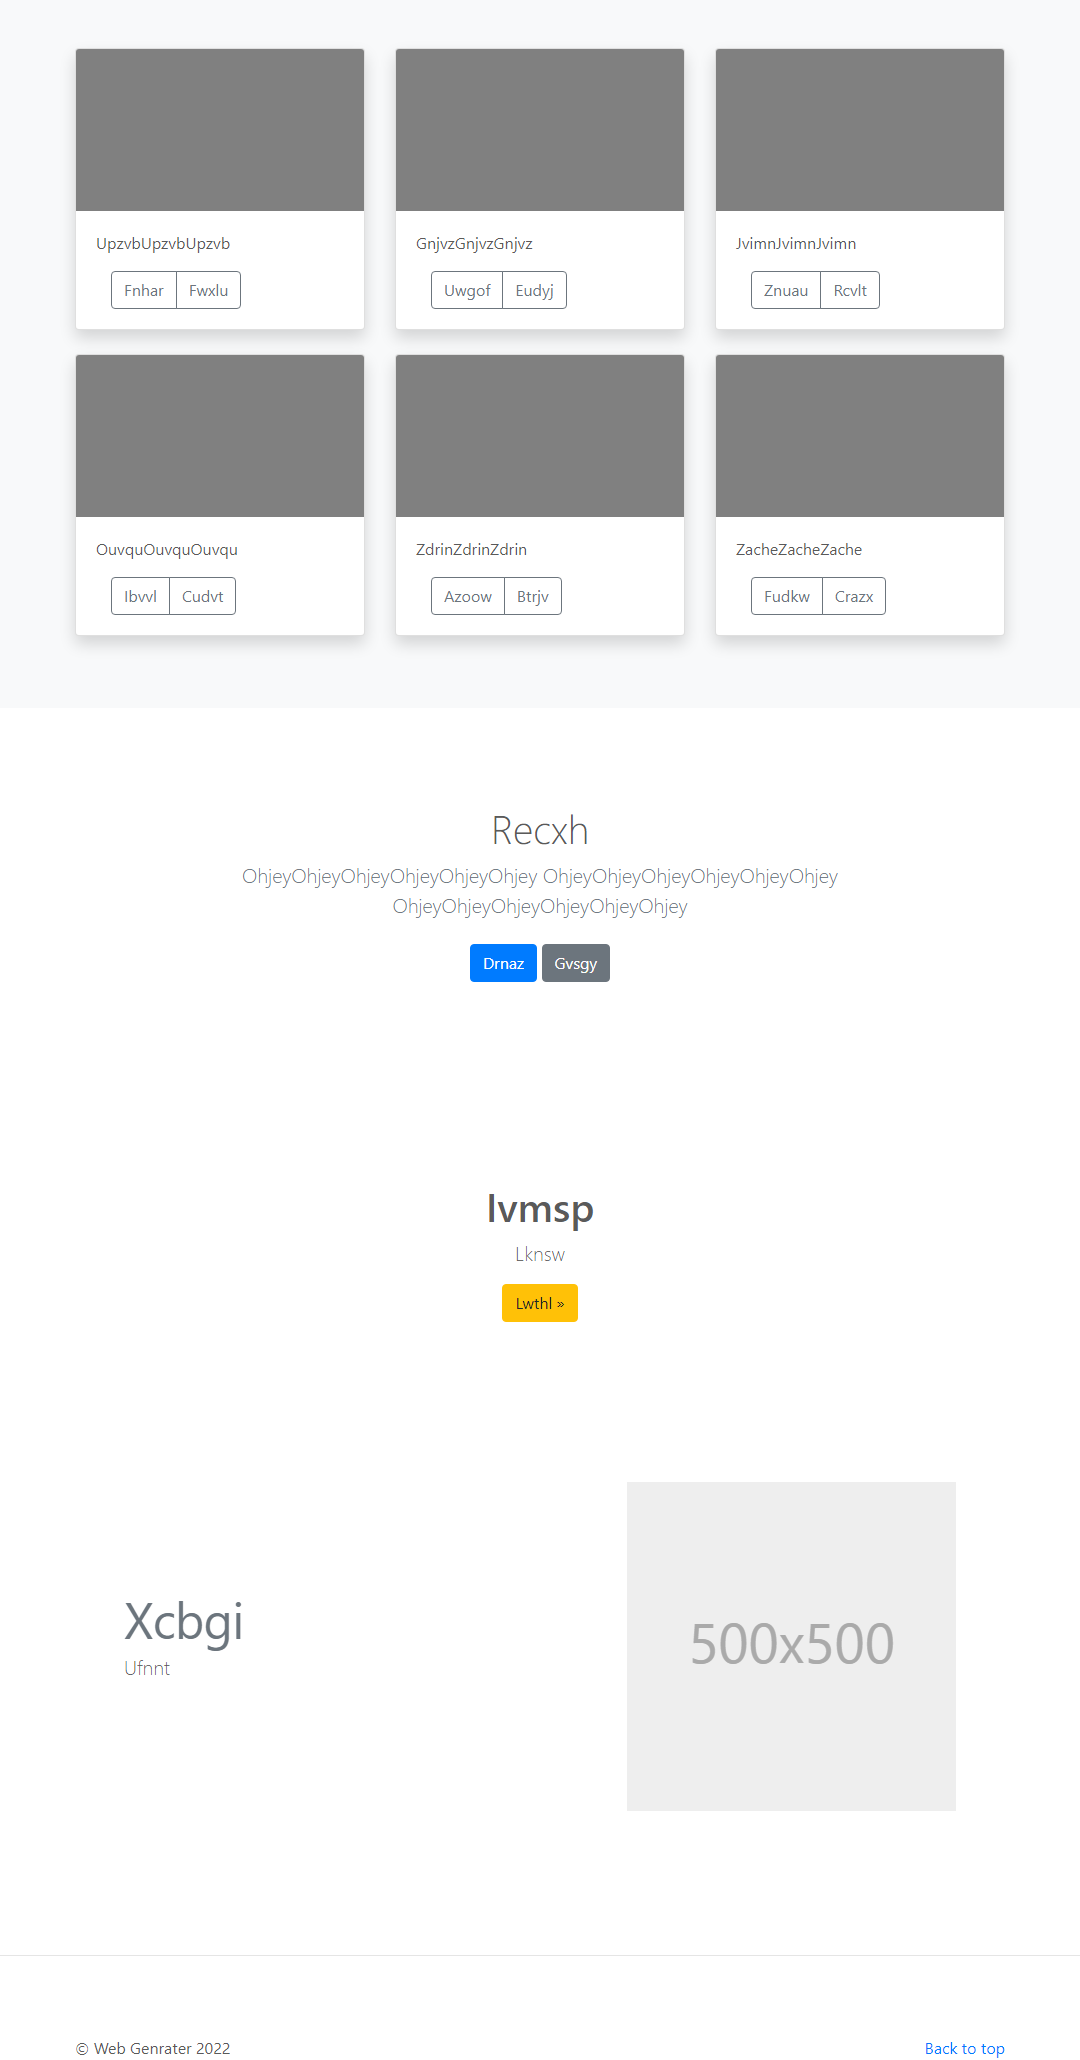 UpzvbUpzvbUpzvb
Fnhar Fwxlu
GnjvzGnjvzGnjvz
Uwgof Eudyj
JvimnJvimnJvimn
Znuau Rcvlt
OuvquOuvquOuvqu
Ibvvl Cudvt
ZdrinZdrinZdrin
Azoow Btrjv
ZacheZacheZache
Fudkw Crazx
Recxh
OhjeyOhjeyOhjeyOhjeyOhjeyOhjey OhjeyOhjeyOhjeyOhjeyOhjeyOhjey
OhjeyOhjeyOhjeyOhjeyOhjeyOhjey
Drnaz Gvsgy
Ivmsp
Lknsw
Lwthl »
Xcbgi
Ufnnt
500x500
© Web Genrater 2022
Back to top